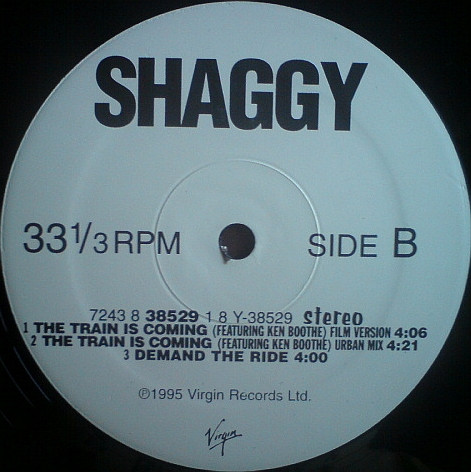 SHAGGY
33 1/3 RPM SIDE B
7243 8 38529 1 8 Y-38529 stereo
1 THE TRAIN IS COMING (FEATURING KEN BOOTHE) FILM VERSION 4:06
2 THE TRAIN IS COMING (FEATURING KEN BOOTHE) URBAN MIX 4:21
3 DEMAND THE RIDE 4:00
℗1995 Virgin Records Ltd.
Virgin